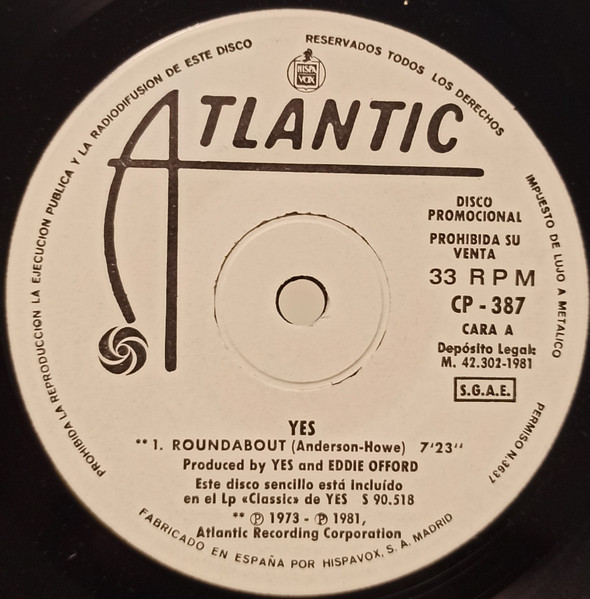 PROHIBIDA LA REPRODUCCION LA EJECUCION PUBLICA Y LA RADIODIFUSION DE ESTE DISCO
RESERVADOS TODOS LOS DERECHOS
IMPUESTO DE LUJO A METALICO
PERMISO N.3637
HISPA
VOX
ATLANTIC
DISCO
PROMOCIONAL
PROHIBIDA SU
VENTA
33 RPM
CP - 387
CARA A
Depósito Legal:
M. 42.302-1981
S.G.A.E.
YES
** 1. ROUNDABOUT (Anderson-Howe) 7'23''
Produced by YES and EDDIE OFFORD
Este disco sencillo está incluído
en el Lp «Classic» de YES S 90.518
** ℗ 1973 - ℗ 1981,
Atlantic Recording Corporation
FABRICADO EN ESPAÑA POR HISPAVOX, S. A. MADRID